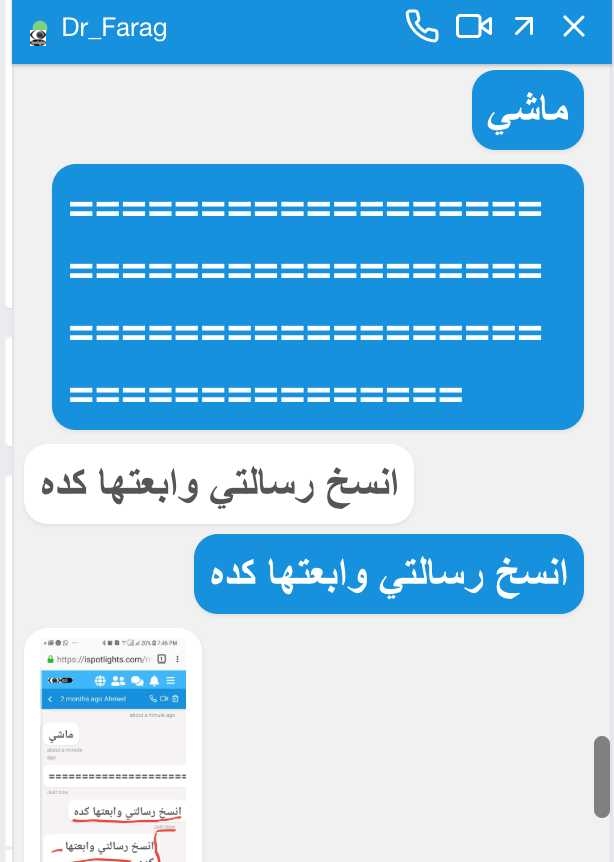 Dr_Farag
ماشي
==================
==================
==================
===============
انسخ رسالتي وابعتها كده
انسخ رسالتي وابعتها كده
20% 7:46 PM
https://ispotlights.com/m
1
2 months ago Ahmed
about a minute ago
ماشي
about a minute
ago
=====================
Just now
انسخ رسالتي وابعتها كده
Just now
انسخ رسالتي وابعتها
كده